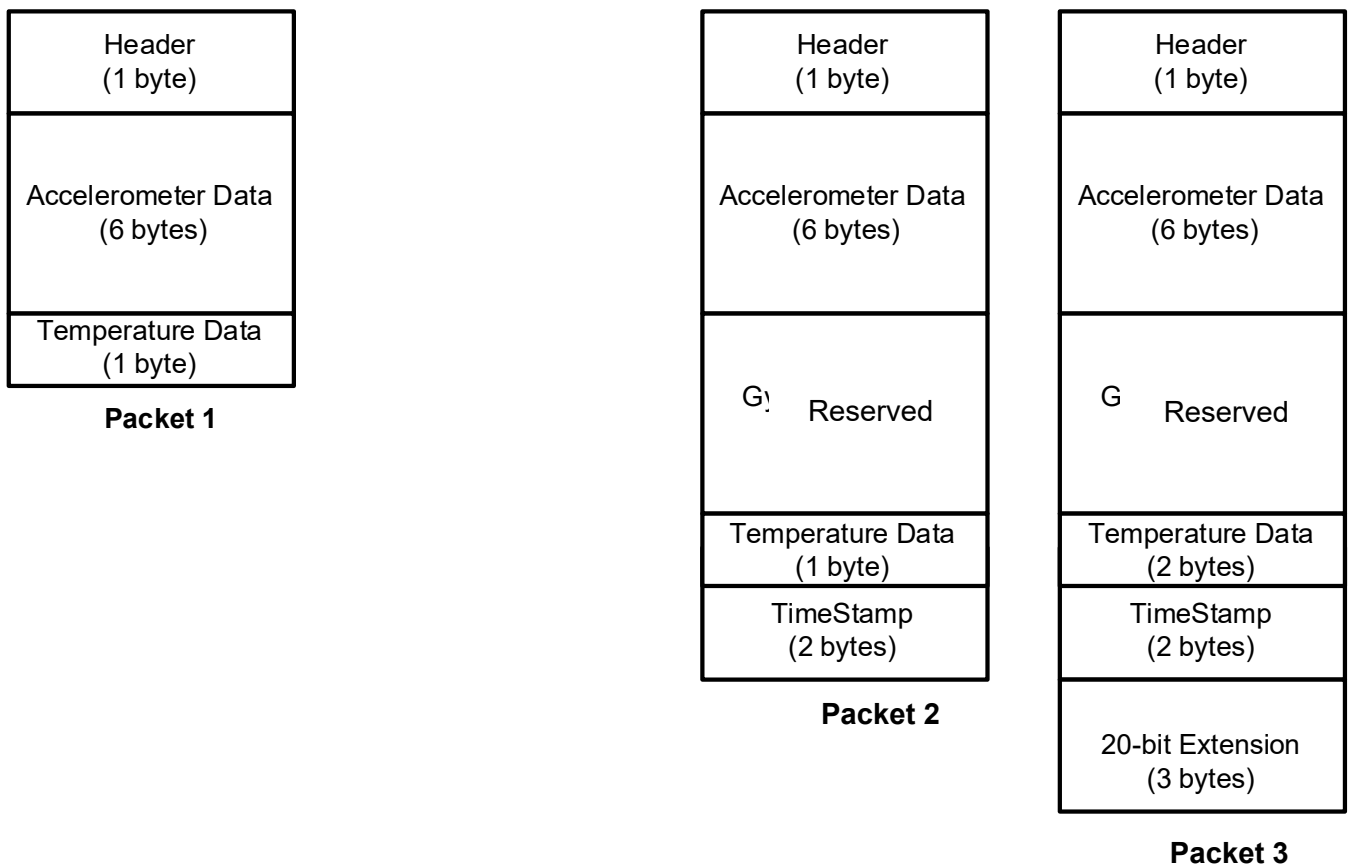 Header
(1 byte)
Accelerometer Data
(6 bytes)
Temperature Data
(1 byte)
Packet 1
Header
(1 byte)
Accelerometer Data
(6 bytes)
Reserved
Temperature Data
(1 byte)
TimeStamp
(2 bytes)
Packet 2
Header
(1 byte)
Accelerometer Data
(6 bytes)
G Reserved
Temperature Data
(2 bytes)
TimeStamp
(2 bytes)
20-bit Extension
(3 bytes)
Packet 3